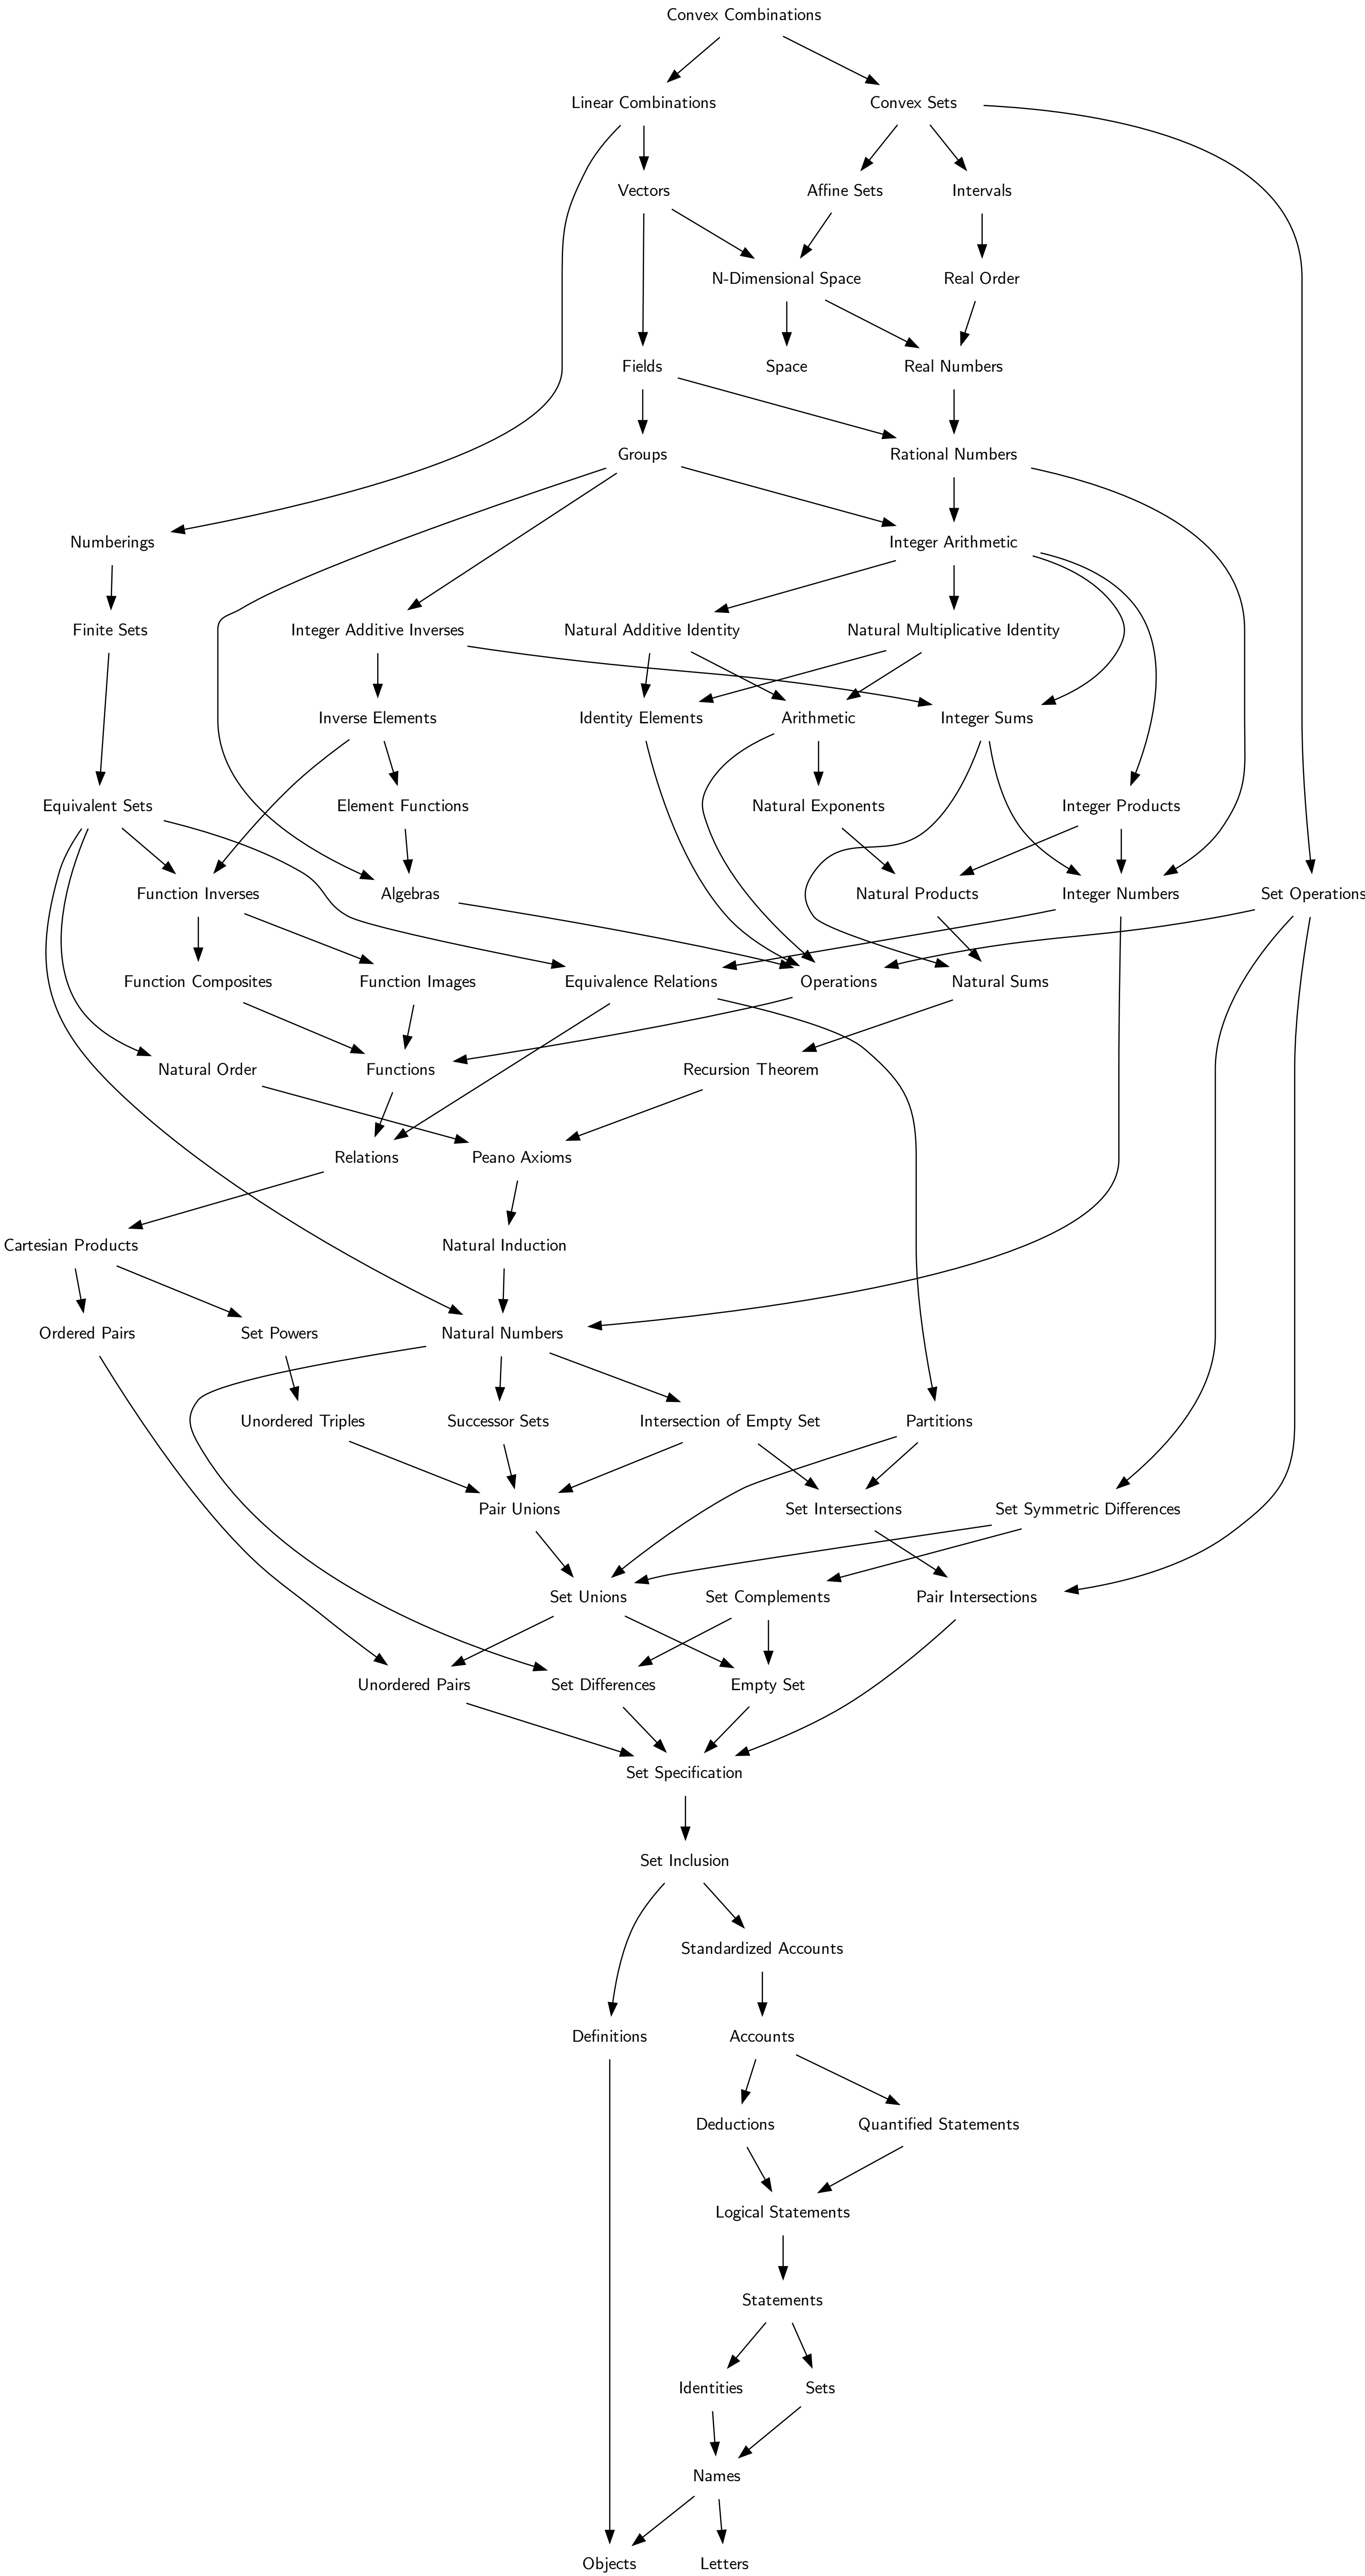 Convex Combinations
Linear Combinations
Convex Sets
Vectors
Affine Sets
Intervals
N-Dimensional Space
Real Order
Fields
Space
Real Numbers
Groups
Rational Numbers
Numberings
Integer Arithmetic
Finite Sets
Integer Additive Inverses
Natural Additive Identity
Natural Multiplicative Identity
Inverse Elements
Identity Elements
Arithmetic
Integer Sums
Equivalent Sets
Element Functions
Natural Exponents
Integer Products
Function Inverses
Algebras
Natural Products
Integer Numbers
Set Operations
Function Composites
Function Images
Equivalence Relations
Operations
Natural Sums
Natural Order
Functions
Recursion Theorem
Relations
Peano Axioms
Cartesian Products
Natural Induction
Ordered Pairs
Set Powers
Natural Numbers
Unordered Triples
Successor Sets
Intersection of Empty Set
Partitions
Pair Unions
Set Intersections
Set Symmetric Differences
Set Unions
Set Complements
Pair Intersections
Unordered Pairs
Set Differences
Empty Set
Set Specification
Set Inclusion
Standardized Accounts
Definitions
Accounts
Deductions
Quantified Statements
Logical Statements
Statements
Identities
Sets
Names
Objects
Letters